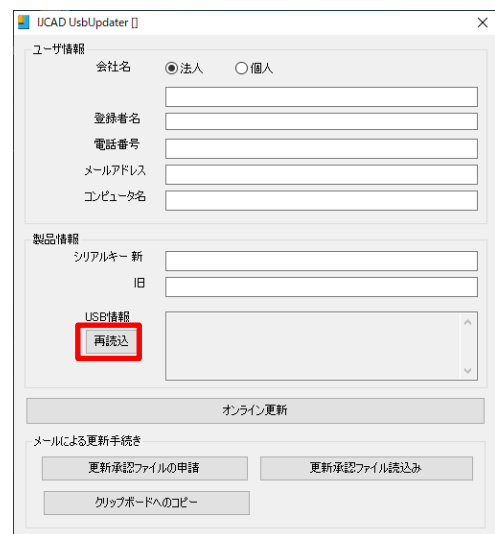 IJCAD UsbUpdater []
ユーザ情報
会社名 法人 個人
登録者名
電話番号
メールアドレス
コンピュータ名
製品情報
シリアルキー 新
旧
USB情報
再読込
オンライン更新
メールによる更新手続き
更新承認ファイルの申請 更新承認ファイル読込み
クリップボードへのコピー